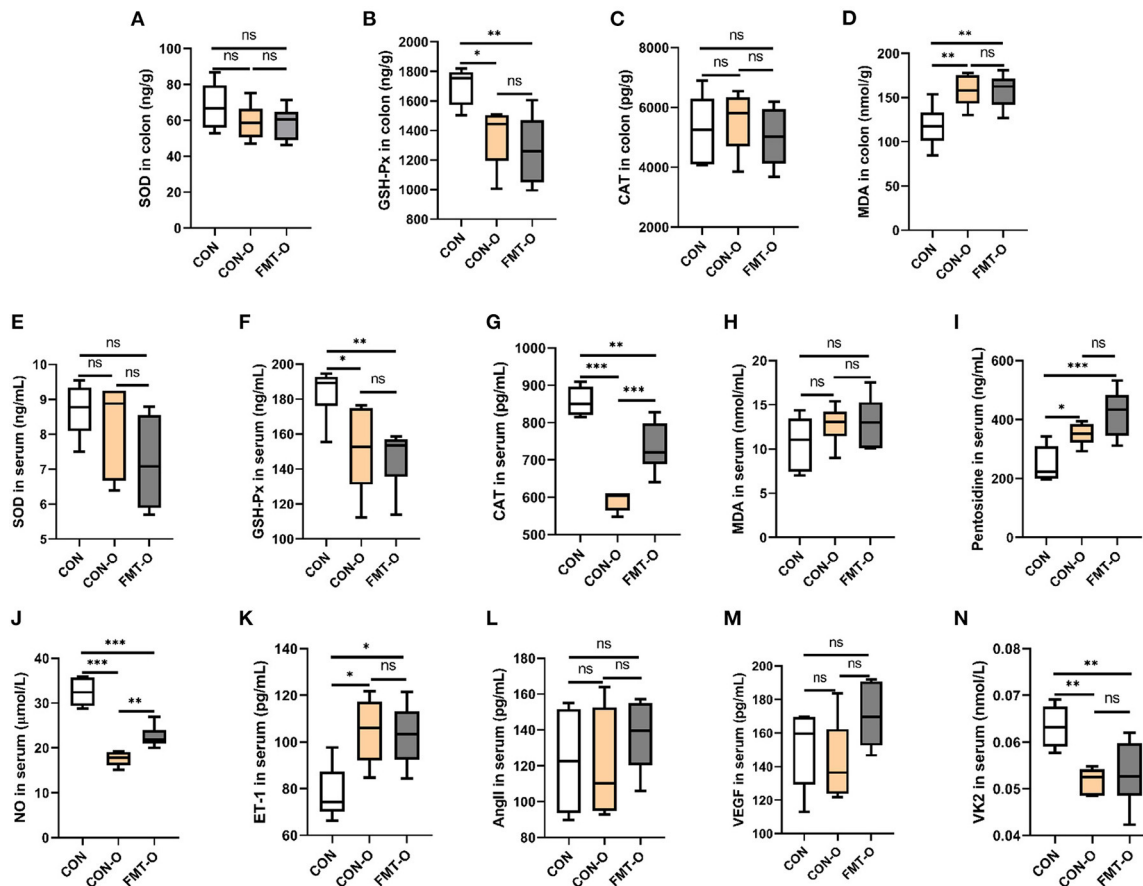 A
SOD in colon (ng/g)
100
80
60
40
20
0
ns
ns
ns
CON
CON-O
FMT-O
B
GSH-Px in colon (ng/g)
2000
1800
1600
1400
1200
1000
800
**
*
ns
CON
CON-O
FMT-O
C
CAT in colon (pg/g)
8000
6000
4000
2000
ns
ns
ns
CON
CON-O
FMT-O
D
MDA in colon (nmol/g)
200
150
100
50
0
**
**
ns
CON
CON-O
FMT-O
E
SOD in serum (ng/mL)
10
9
8
7
6
5
ns
ns
ns
CON
CON-O
FMT-O
F
GSH-Px in serum (ng/mL)
200
180
160
140
120
100
**
*
ns
CON
CON-O
FMT-O
G
CAT in serum (pg/mL)
1000
900
800
700
600
500
**
***
***
CON
CON-O
FMT-O
H
MDA in serum (nmol/mL)
20
15
10
5
0
ns
ns
ns
CON
CON-O
FMT-O
I
Pentosidine in serum (ng/mL)
600
400
200
0
ns
***
*
CON
CON-O
FMT-O
J
NO in serum (μmol/L)
40
30
20
10
0
***
***
**
CON
CON-O
FMT-O
K
ET-1 in serum (pg/mL)
140
120
100
80
60
*
*
ns
CON
CON-O
FMT-O
L
AngII in serum (pg/mL)
200
180
160
140
120
100
80
ns
ns
ns
CON
CON-O
FMT-O
M
VEGF in serum (pg/mL)
200
180
160
140
120
100
ns
ns
ns
CON
CON-O
FMT-O
N
VK2 in serum (nmol/L)
0.08
0.07
0.06
0.05
0.04
**
**
ns
CON
CON-O
FMT-O